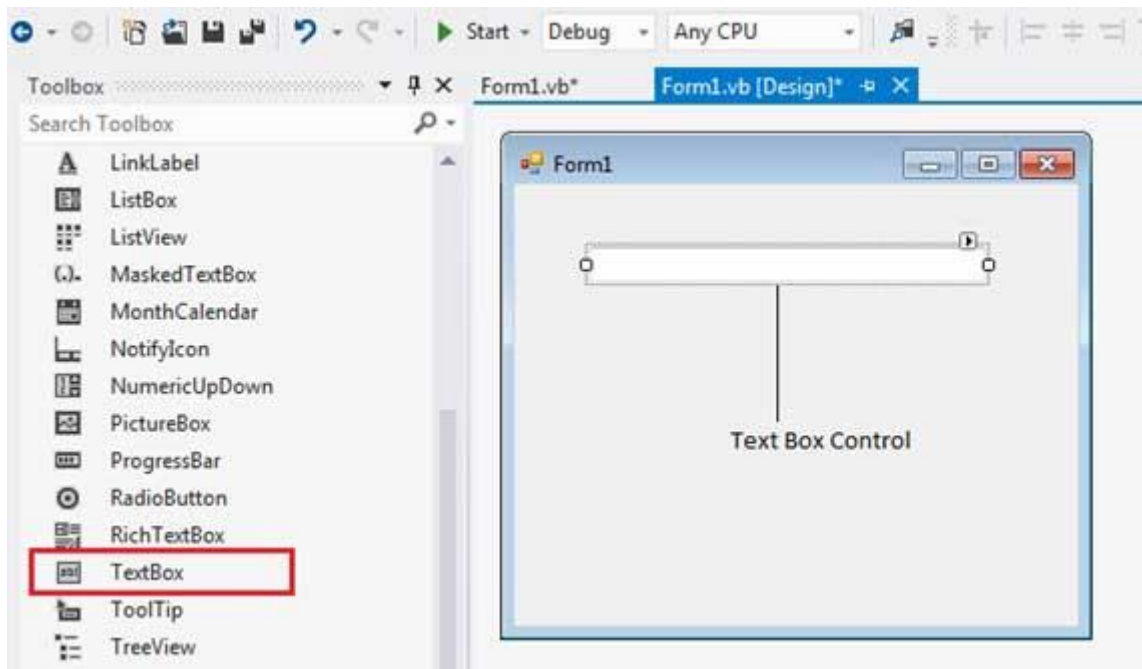 Start Debug Any CPU
Toolbox
Form1.vb*
Form1.vb [Design]*
Search Toolbox
LinkLabel
ListBox
ListView
MaskedTextBox
MonthCalendar
NotifyIcon
NumericUpDown
PictureBox
ProgressBar
RadioButton
RichTextBox
TextBox
ToolTip
TreeView
Form1
Text Box Control